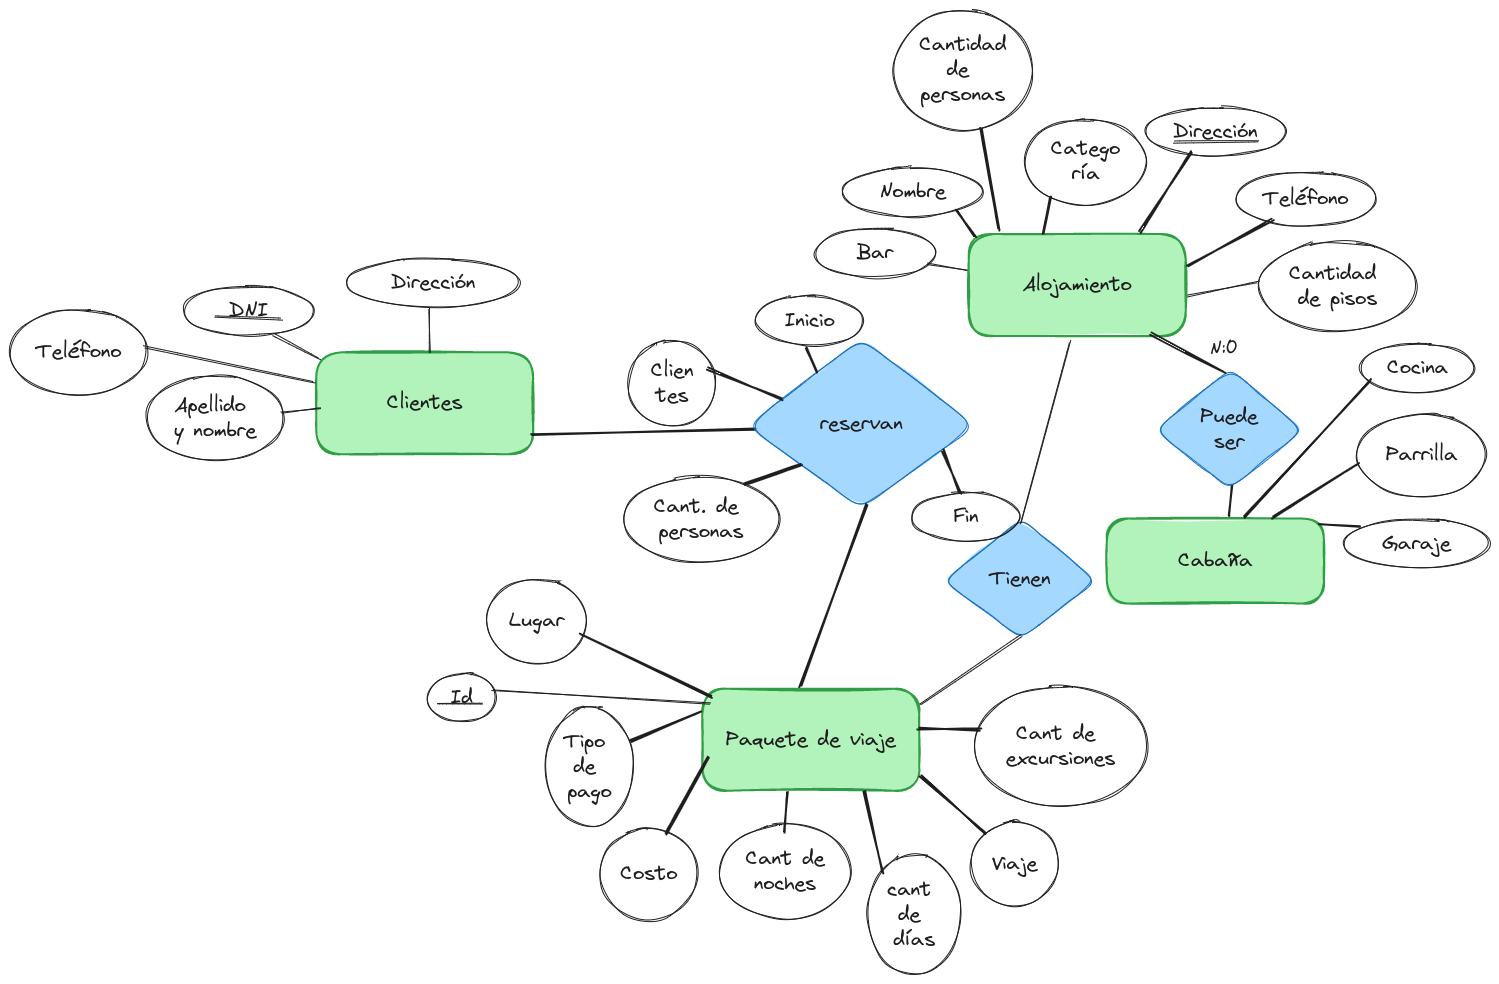 Cantidad
de
personas
Catego
ría
Dirección
Nombre
Teléfono
Bar
Alojamiento
Cantidad
de pisos
Dirección
DNI
Teléfono
Apellido
y nombre
Clientes
Inicio
Clien
tes
reservan
Cant. de
personas
Fin
N:0
Puede
ser
Cocina
Parrilla
Garaje
Cabaña
Tienen
Lugar
Id
Tipo
de
pago
Paquete de viaje
Cant de
excursiones
Costo
Cant de
noches
cant
de
días
Viaje